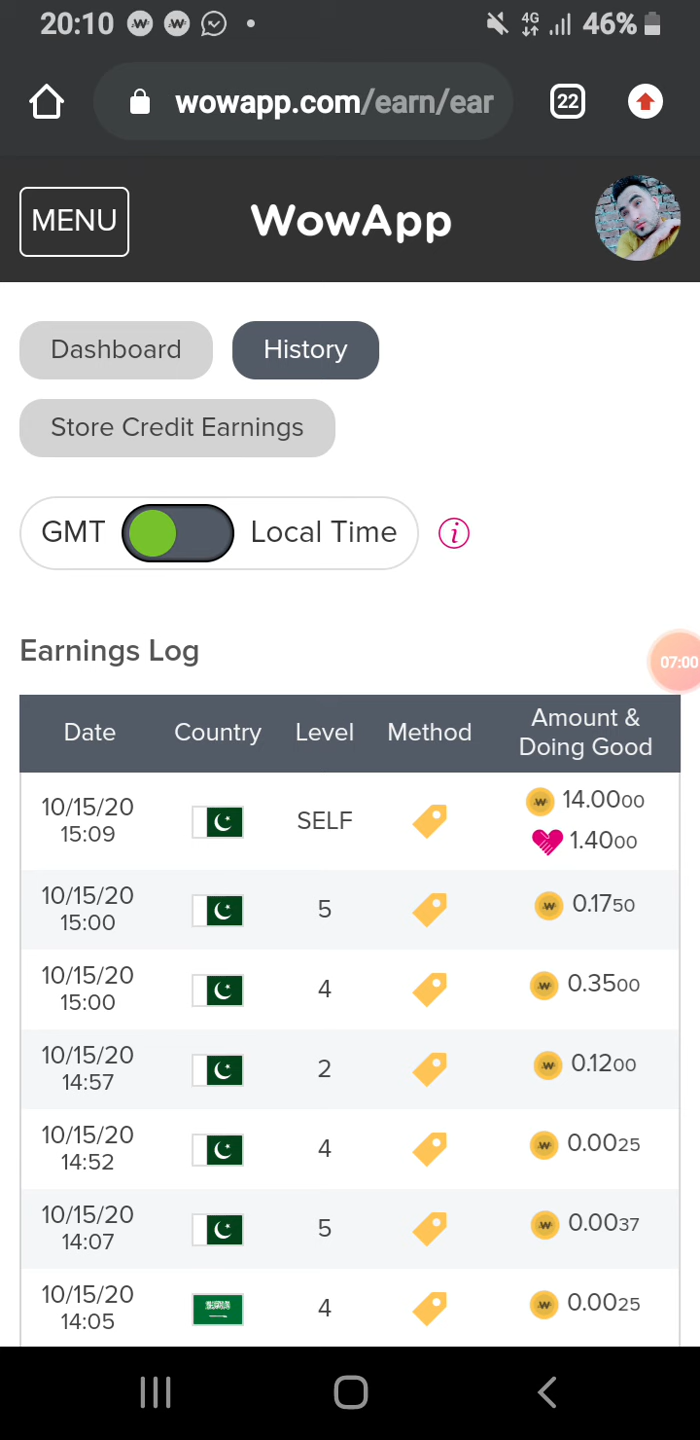 20:10 4G 46%
wowapp.com/earn/ear 22
MENU WowApp
Dashboard History
Store Credit Earnings
GMT Local Time i
Earnings Log
07:00
Date Country Level Method Amount & Doing Good
10/15/20 15:09 SELF 14.0000
1.4000
10/15/20 15:00 5 0.1750
10/15/20 15:00 4 0.3500
10/15/20 14:57 2 0.1200
10/15/20 14:52 4 0.0025
10/15/20 14:07 5 0.0037
10/15/20 14:05 4 0.0025